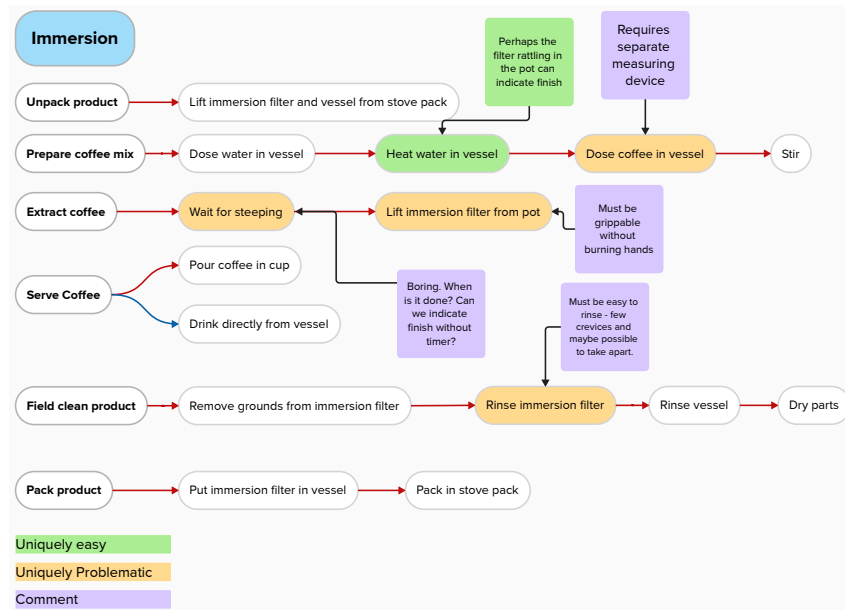 Immersion
Perhaps the
filter rattling in
the pot can
indicate finish
Requires
separate
measuring
device
Unpack product
Lift immersion filter and vessel from stove pack
Prepare coffee mix
Dose water in vessel
Heat water in vessel
Dose coffee in vessel
Stir
Extract coffee
Wait for steeping
Lift immersion filter from pot
Must be
grippable
without
burning hands
Serve Coffee
Pour coffee in cup
Drink directly from vessel
Boring. When
is it done? Can
we indicate
finish without
timer?
Must be easy to
rinse - few
crevices and
maybe possible
to take apart.
Field clean product
Remove grounds from immersion filter
Rinse immersion filter
Rinse vessel
Dry parts
Pack product
Put immersion filter in vessel
Pack in stove pack
Uniquely easy
Uniquely Problematic
Comment